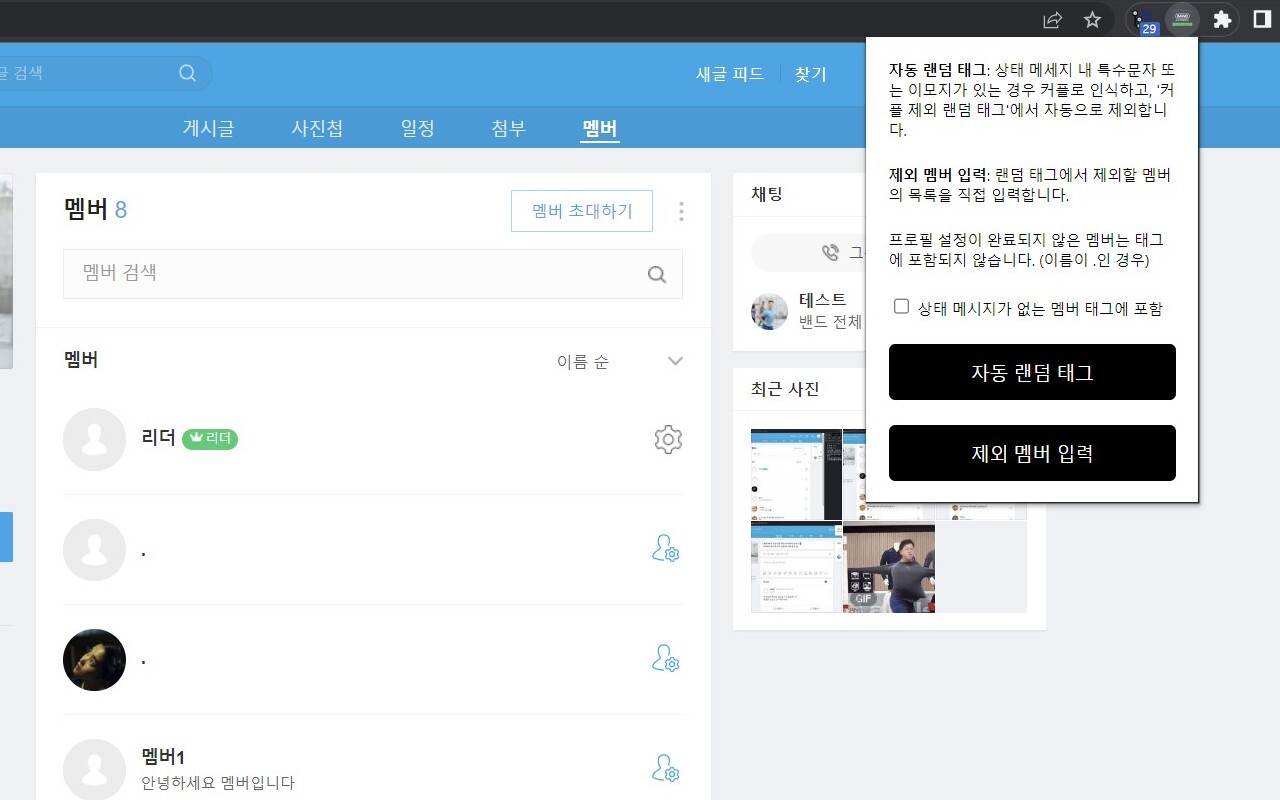 29
글 검색
새글 피드
찾기
게시글
사진첩
일정
첨부
멤버
멤버 8
멤버 초대하기
멤버 검색
멤버
이름 순
리더
리더
.
.
멤버1
안녕하세요 멤버입니다
채팅
테스트
밴드 전체
최근 사진
GIF
자동 랜덤 태그: 상태 메세지 내 특수문자 또
는 이모지가 있는 경우 커플로 인식하고, '커
플 제외 랜덤 태그'에서 자동으로 제외합니
다.
제외 멤버 입력: 랜덤 태그에서 제외할 멤버
의 목록을 직접 입력합니다.
프로필 설정이 완료되지 않은 멤버는 태그
에 포함되지 않습니다. (이름이 .인 경우)
상태 메시지가 없는 멤버 태그에 포함
자동 랜덤 태그
제외 멤버 입력